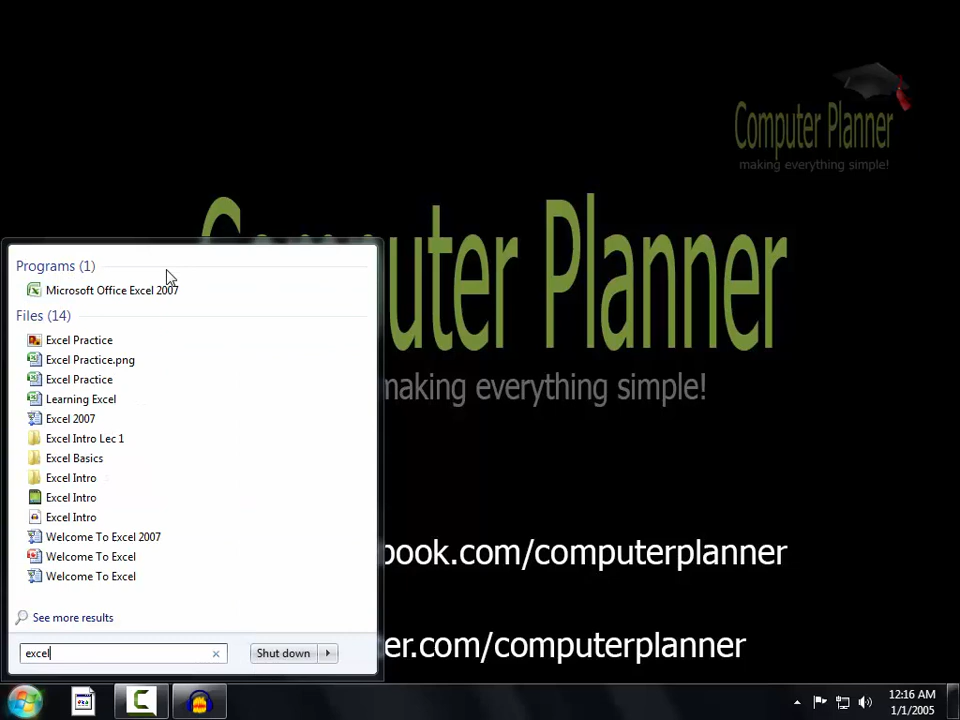 Computer Planner
making everything simple!
Computer Planner
making everything simple!
Programs (1)
Microsoft Office Excel 2007
Files (14)
Excel Practice
Excel Practice.png
Excel Practice
Learning Excel
Excel 2007
Excel Intro Lec 1
Excel Basics
Excel Intro
Excel Intro
Excel Intro
Welcome To Excel 2007
Welcome To Excel
Welcome To Excel
See more results
excel
Shut down
book.com/computerplanner
er.com/computerplanner
12:16 AM
1/1/2005